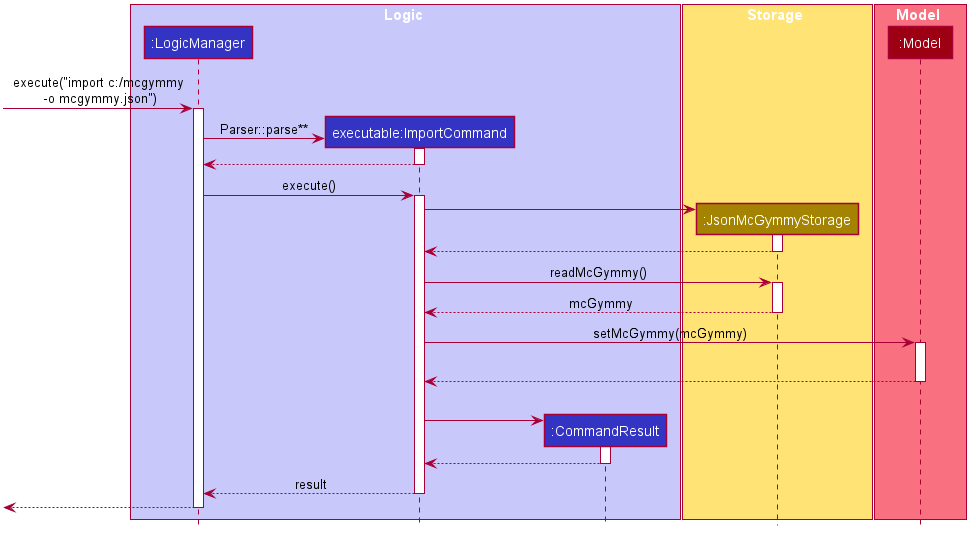 Logic
Storage
Model
:LogicManager
:Model
execute("import c:/mcgymmy
-o mcgymmy.json")
Parser::parse**
executable:ImportCommand
execute()
:JsonMcGymmyStorage
readMcGymmy()
mcGymmy
setMcGymmy(mcGymmy)
:CommandResult
result